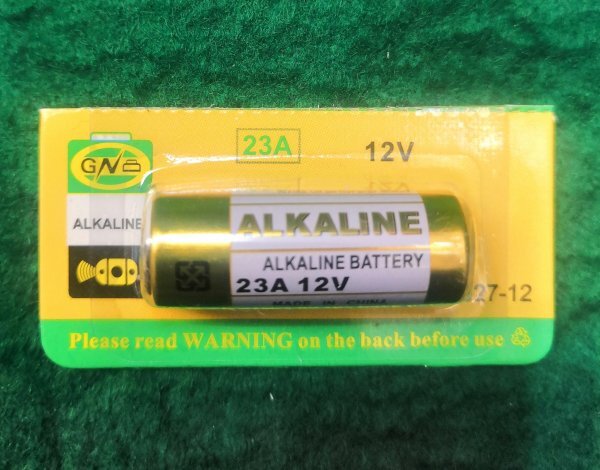 23A
12V
GN
ALKALINE
ALKALINE
ALKALINE BATTERY
23A 12V
MADE IN CHINA
27-12
Please read WARNING on the back before use